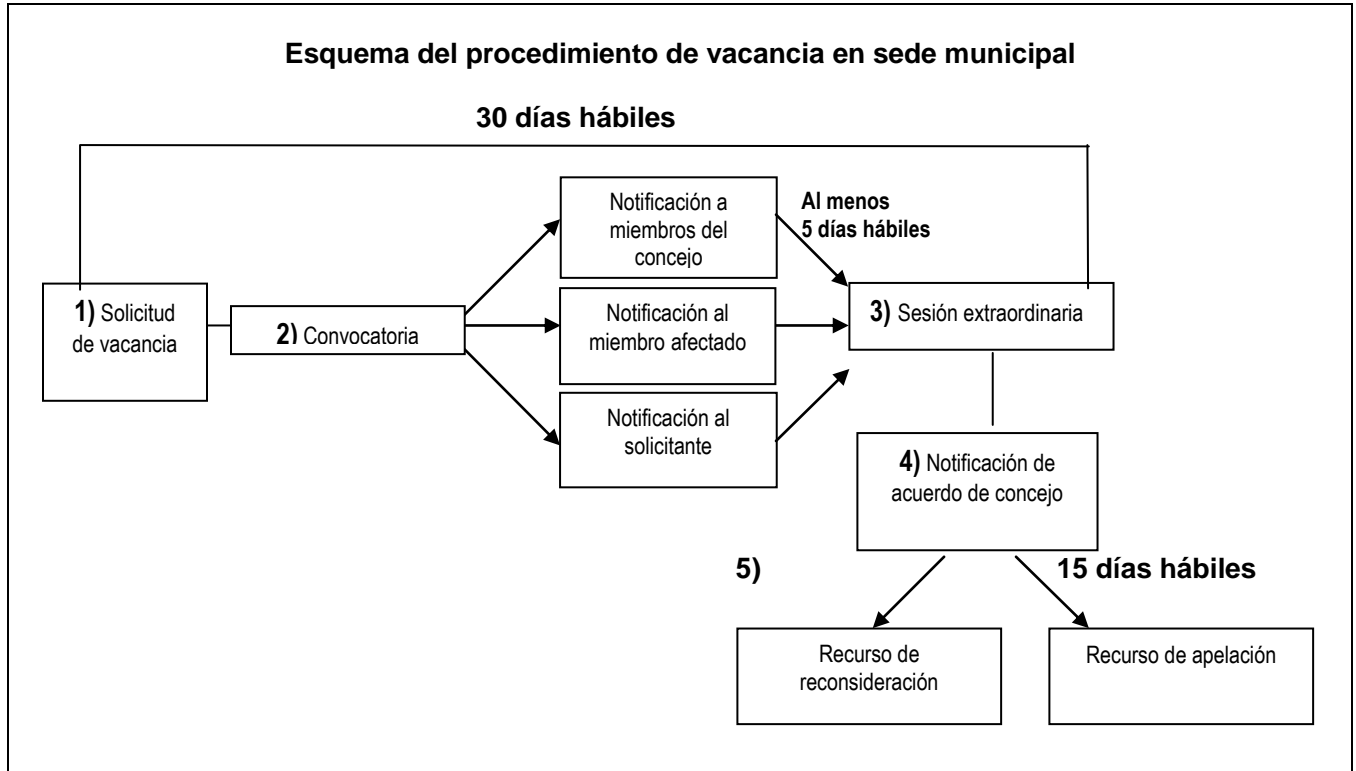 Esquema del procedimiento de vacancia en sede municipal
30 días hábiles
Notificación a
miembros del
concejo
Al menos
5 días hábiles
1) Solicitud
de vacancia
2) Convocatoria
Notificación al
miembro afectado
3) Sesión extraordinaria
Notificación al
solicitante
4) Notificación de
acuerdo de concejo
5)
15 días hábiles
Recurso de
reconsideración
Recurso de apelación